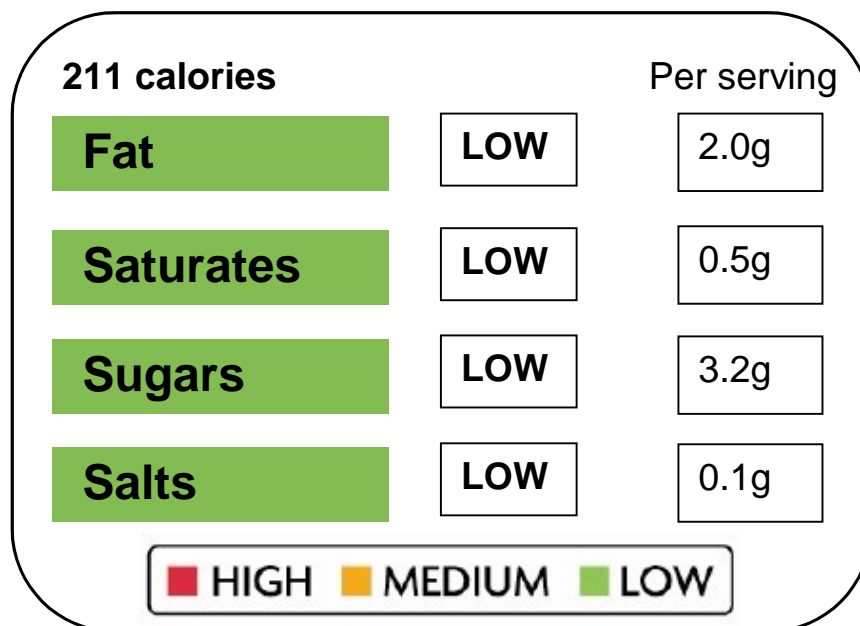 211 calories Per serving
Fat LOW 2.0g
Saturates LOW 0.5g
Sugars LOW 3.2g
Salts LOW 0.1g
HIGH MEDIUM LOW